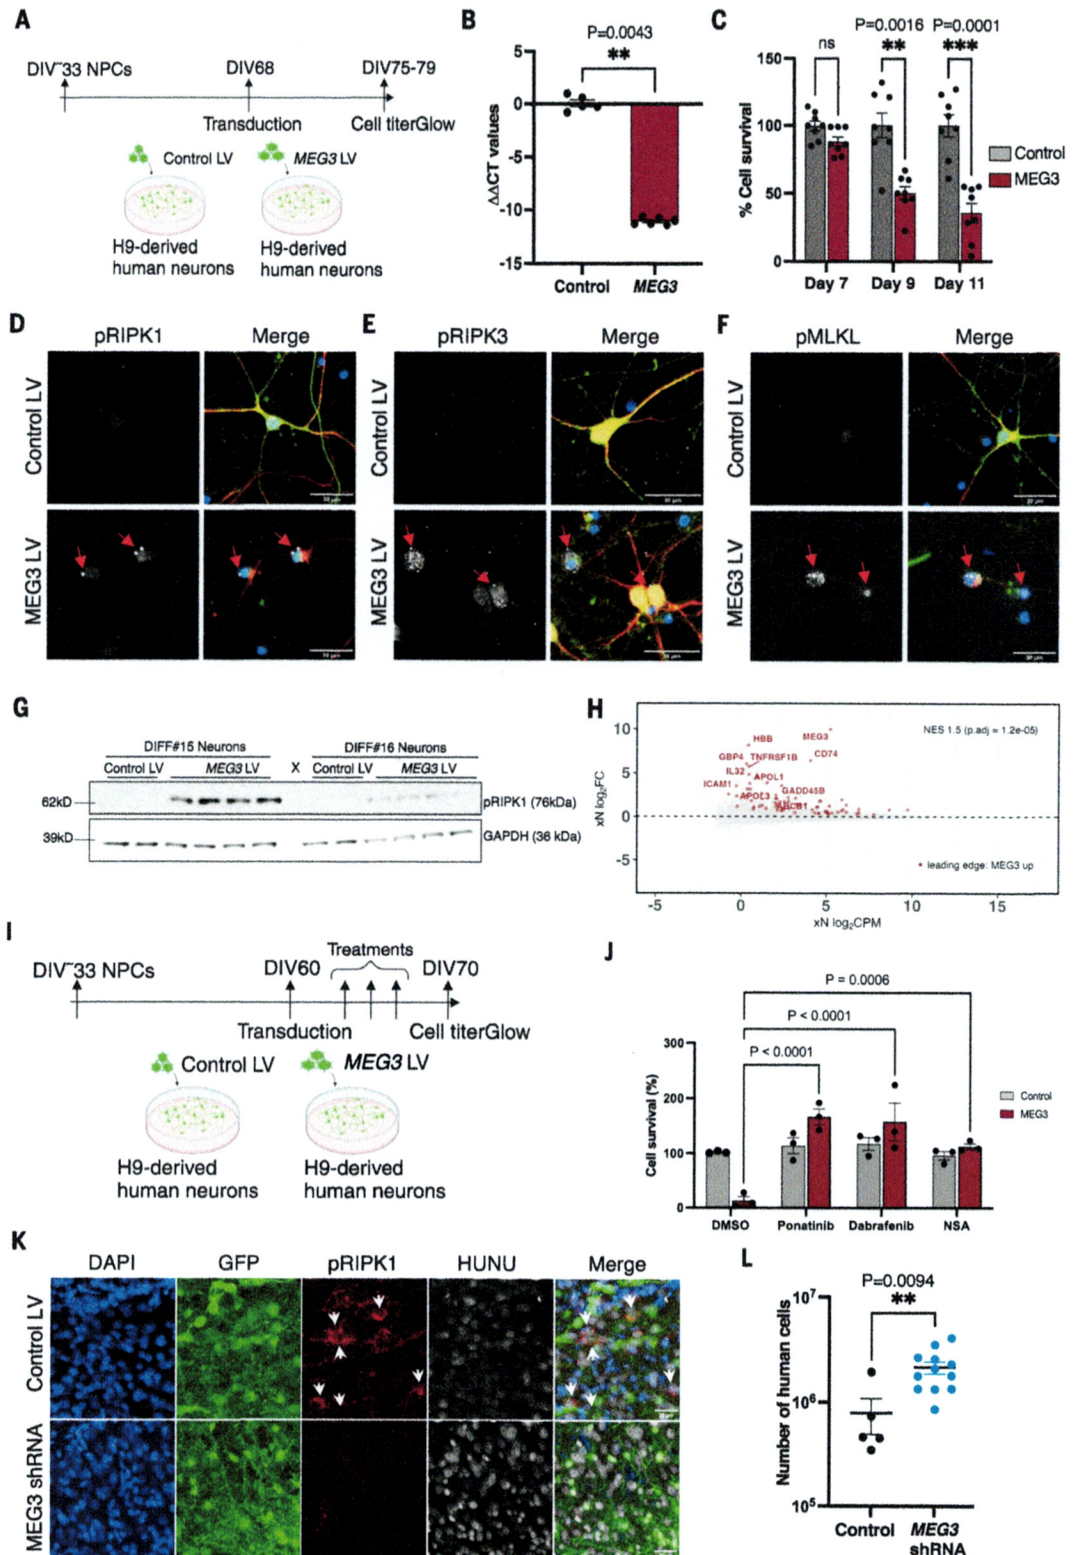 A
DIV~33 NPCs
DIV68
DIV75-79
Transduction
Cell titerGlow
Control LV
MEG3 LV
H9-derived
human neurons
H9-derived
human neurons
B
P=0.0043
**
ΔΔCT values
5
0
-5
-10
-15
Control
MEG3
C
P=0.0016
P=0.0001
ns
**
***
% Cell survival
150
100
50
0
Day 7
Day 9
Day 11
Control
MEG3
D
pRIPK1
Merge
Control LV
MEG3 LV
E
pRIPK3
Merge
Control LV
MEG3 LV
F
pMLKL
Merge
Control LV
MEG3 LV
G
DIFF#15 Neurons
DIFF#16 Neurons
Control LV
MEG3 LV
X
Control LV
MEG3 LV
62kD
pRIPK1 (76kDa)
39kD
GAPDH (36 kDa)
H
NES 1.5 (p.adj = 1.2e-05)
HBB
MEG3
GBP4
TNFRSF1B
CD74
IL32
APOL1
ICAM1
GADD45B
APOL3
leading edge: MEG3 up
xN log2FC
10
5
0
-5
-5
0
5
10
15
xN log2CPM
I
Treatments
DIV~33 NPCs
DIV60
DIV70
Transduction
Cell titerGlow
Control LV
MEG3 LV
H9-derived
human neurons
H9-derived
human neurons
J
P = 0.0006
P < 0.0001
P < 0.0001
Cell survival (%)
300
200
100
0
DMSO
Ponatinib
Dabrafenib
NSA
Control
MEG3
K
DAPI
GFP
pRIPK1
HUNU
Merge
Control LV
MEG3 shRNA
L
P=0.0094
**
Number of human cells
10⁷
10⁶
10⁵
Control
MEG3
shRNA